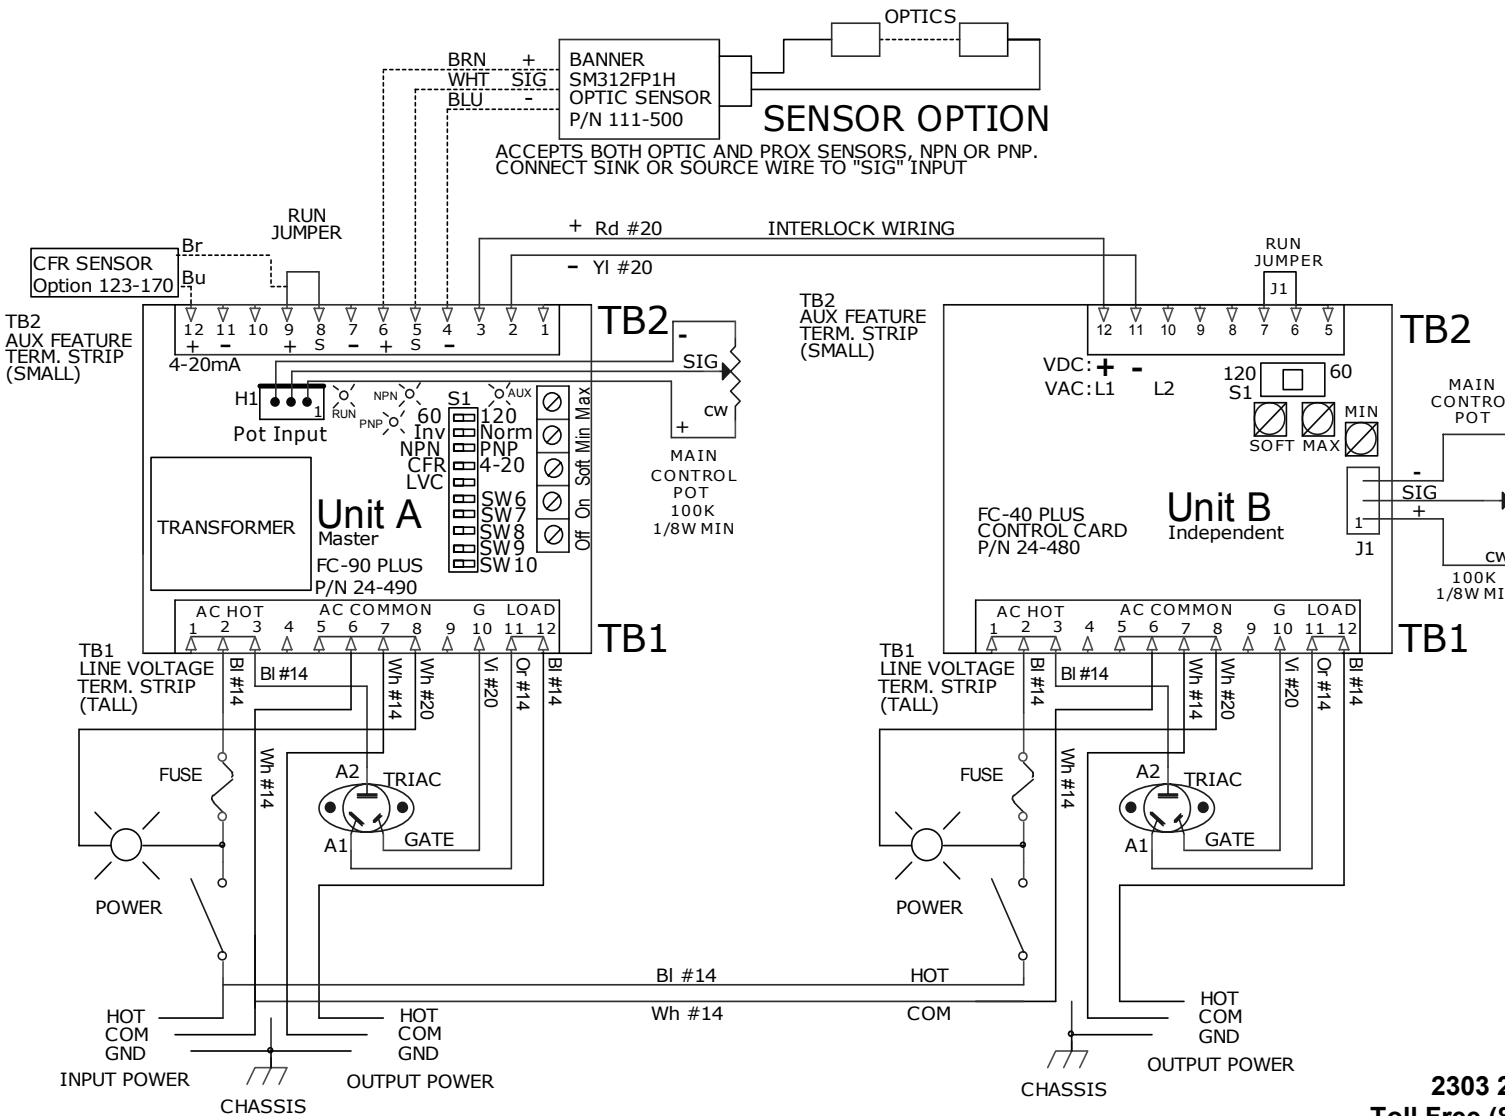 OPTICS
BRN +
WHT SIG
BLU -
BANNER
SM312FP1H
OPTIC SENSOR
P/N 111-500
SENSOR OPTION
ACCEPTS BOTH OPTIC AND PROX SENSORS, NPN OR PNP.
CONNECT SINK OR SOURCE WIRE TO "SIG" INPUT
RUN
JUMPER
+ Rd #20 INTERLOCK WIRING
- Yl #20
CFR SENSOR
Option 123-170
Br
Bu
TB2
AUX FEATURE
TERM. STRIP
(SMALL)
12 11 10 9 8 7 6 5 4 3 2 1
+ - + S - + S -
4-20mA
TB2
H1
1
Pot Input
RUN
NPN
PNP
AUX
S1
60 120
Inv Norm
NPN PNP
CFR 4-20
LVC
SW6
SW7
SW8
SW9
SW10
Off On Soft Min Max
-
SIG
cw
+
MAIN
CONTROL
POT
100K
1/8W MIN
TRANSFORMER
Unit A
Master
FC-90 PLUS
P/N 24-490
AC HOT AC COMMON G LOAD
1 2 3 4 5 6 7 8 9 10 11 12
TB1
TB1
LINE VOLTAGE
TERM. STRIP
(TALL)
Bl #14
Bl #14
Wh #14
Wh #20
Vi #20
Or #14
Bl #14
Wh #14
FUSE
A2
TRIAC
A1
GATE
POWER
HOT
COM
GND
INPUT POWER
CHASSIS
HOT
COM
GND
OUTPUT POWER
Bl #14 HOT
Wh #14 COM
RUN
JUMPER
J1
TB2
AUX FEATURE
TERM. STRIP
(SMALL)
12 11 10 9 8 7 6 5
TB2
VDC: + -
VAC: L1 L2
120 60
S1
SOFT MAX
MIN
MAIN
CONTRO
POT
-
SIG
+
1
J1
cw
100K
1/8W MI
FC-40 PLUS
CONTROL CARD
P/N 24-480
Unit B
Independent
AC HOT AC COMMON G LOAD
1 2 3 4 5 6 7 8 9 10 11 12
TB1
TB1
LINE VOLTAGE
TERM. STRIP
(TALL)
Bl #14
Bl #14
Wh #14
Wh #20
Vi #20
Or #14
Bl #14
Wh #14
FUSE
A2
TRIAC
A1
GATE
POWER
HOT
COM
GND
OUTPUT POWER
CHASSIS
2303 2
Toll Free (8